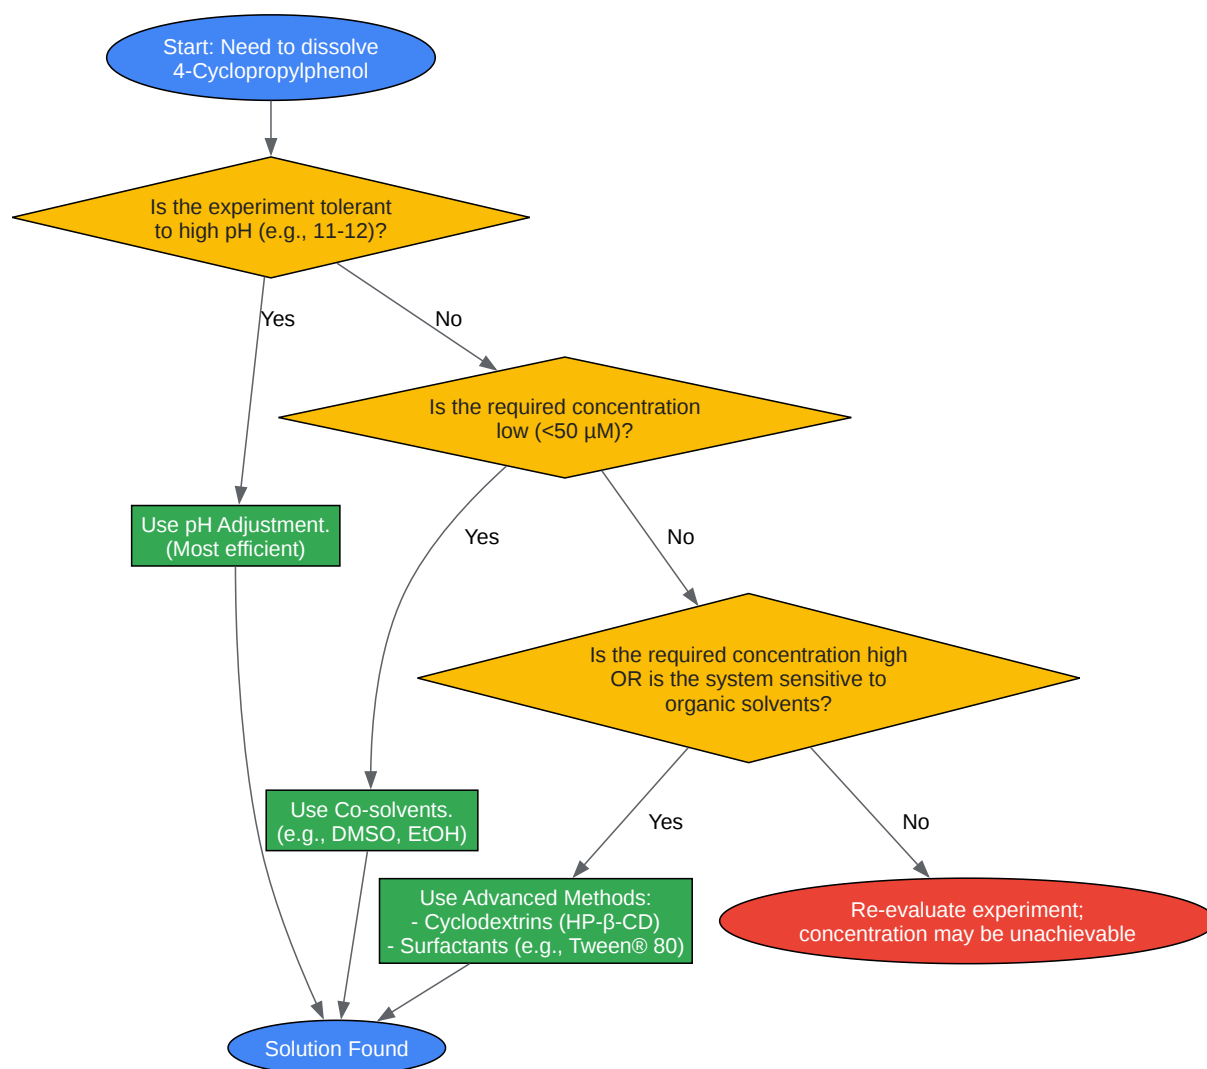 Start: Need to dissolve
4-Cyclopropylphenol
Is the experiment tolerant
to high pH (e.g., 11-12)?
Yes
No
Is the required concentration
low (<50 µM)?
Use pH Adjustment.
(Most efficient)
Yes
No
Is the required concentration high
OR is the system sensitive to
organic solvents?
Use Co-solvents.
(e.g., DMSO, EtOH)
Yes
No
Use Advanced Methods:
- Cyclodextrins (HP-β-CD)
- Surfactants (e.g., Tween® 80)
Re-evaluate experiment;
concentration may be unachievable
Solution Found